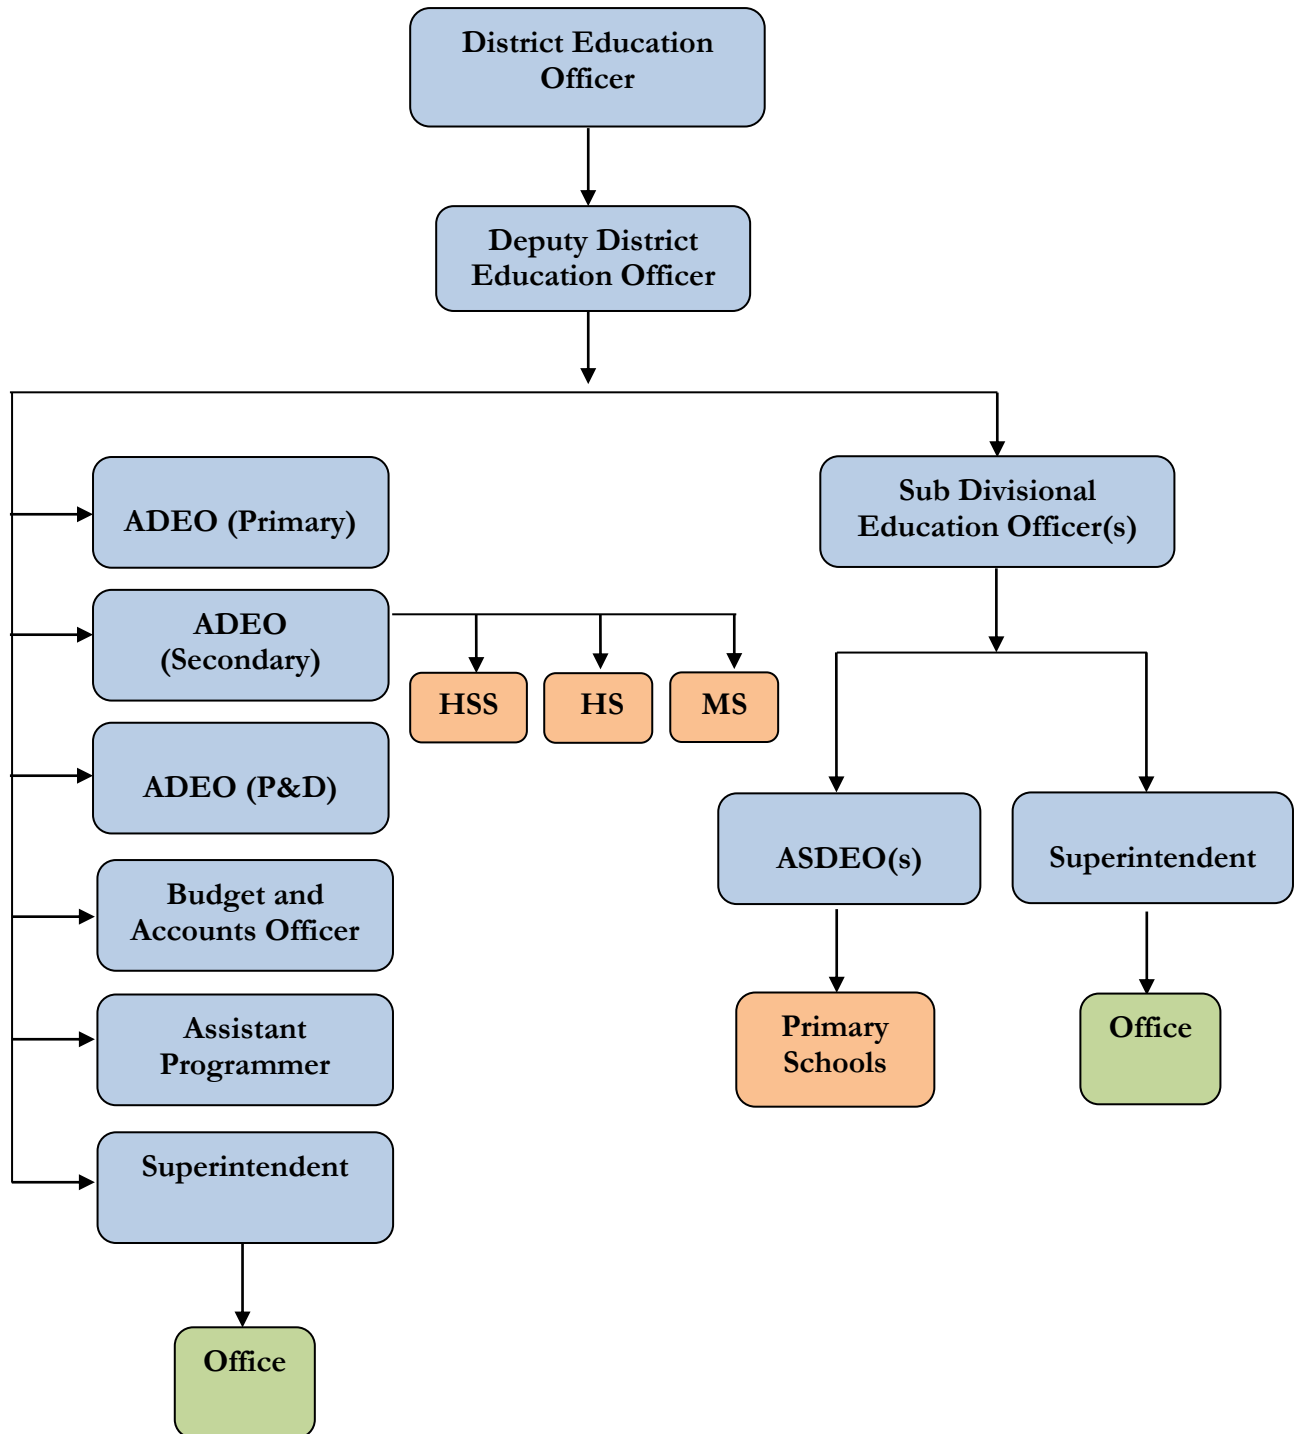 District Education
Officer
Deputy District
Education Officer
ADEO (Primary)
ADEO
(Secondary)
HSS
HS
MS
ADEO (P&D)
Budget and
Accounts Officer
Assistant
Programmer
Superintendent
Office
Sub Divisional
Education Officer(s)
ASDEO(s)
Superintendent
Primary
Schools
Office